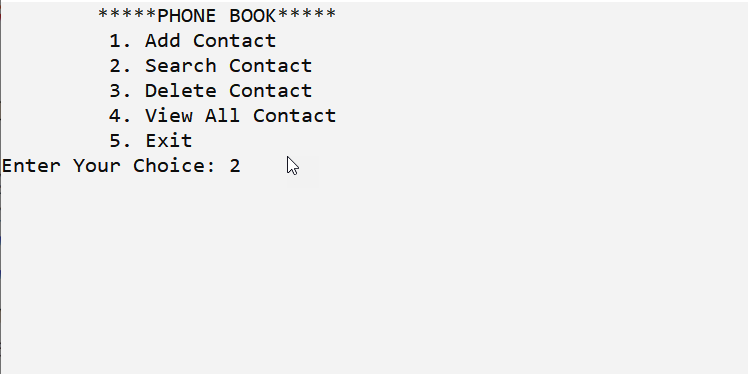 *****PHONE BOOK*****
1. Add Contact
2. Search Contact
3. Delete Contact
4. View All Contact
5. Exit
Enter Your Choice: 2